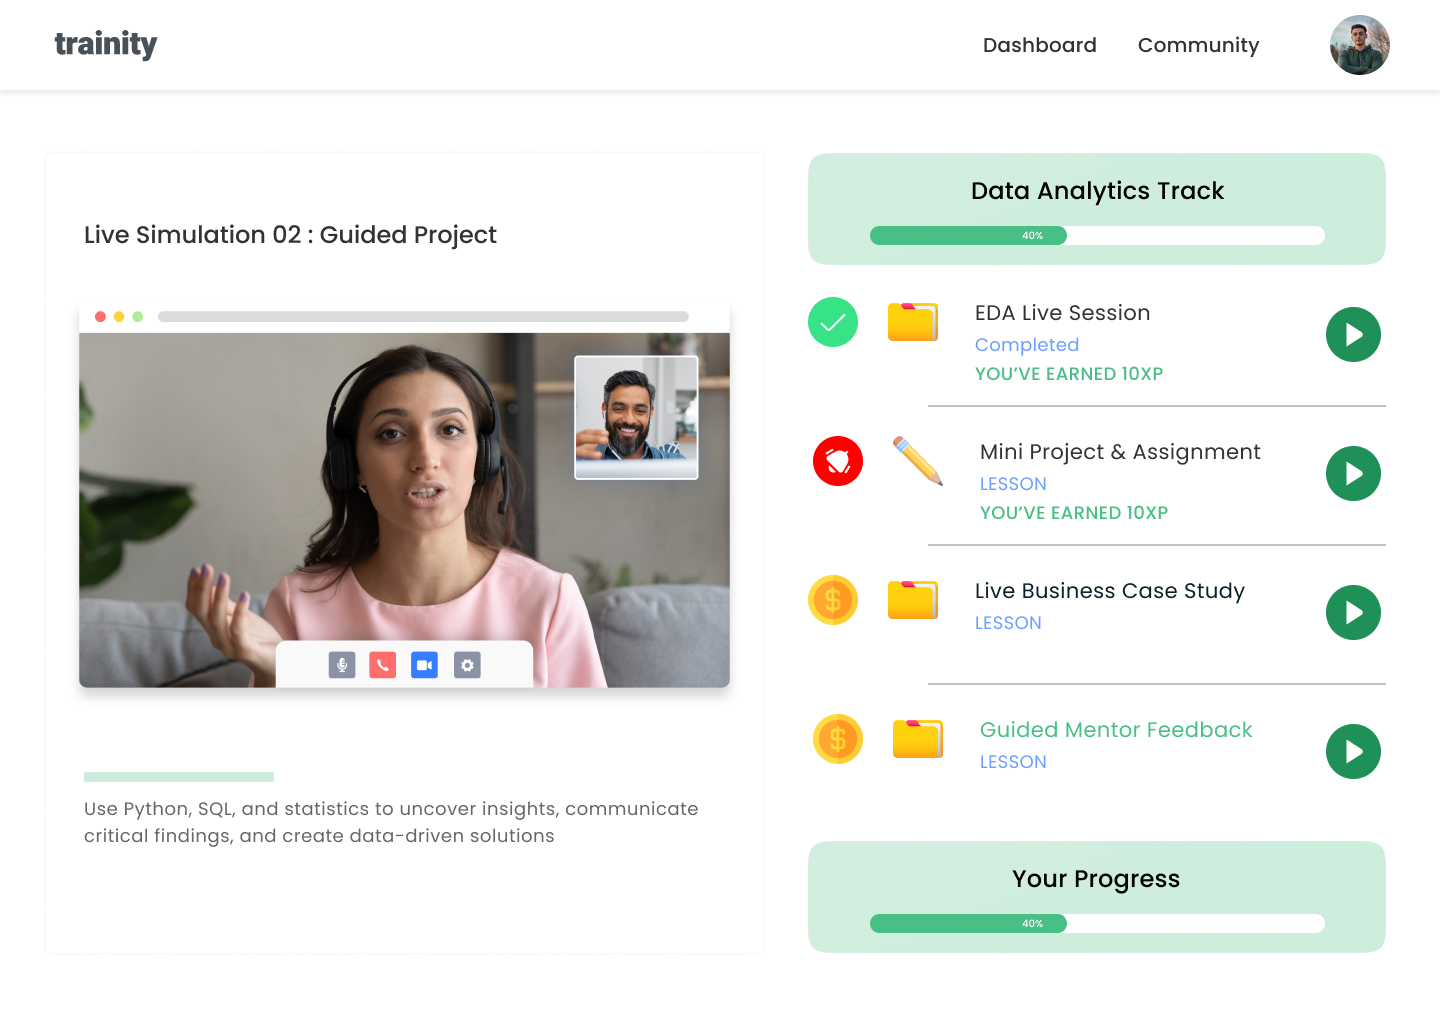 trainity
Dashboard
Community
Live Simulation 02 : Guided Project
Use Python, SQL, and statistics to uncover insights, communicate
critical findings, and create data-driven solutions
Data Analytics Track
40%
EDA Live Session
Completed
YOU’VE EARNED 10XP
Mini Project & Assignment
LESSON
YOU’VE EARNED 10XP
$
Live Business Case Study
LESSON
$
Guided Mentor Feedback
LESSON
Your Progress
40%